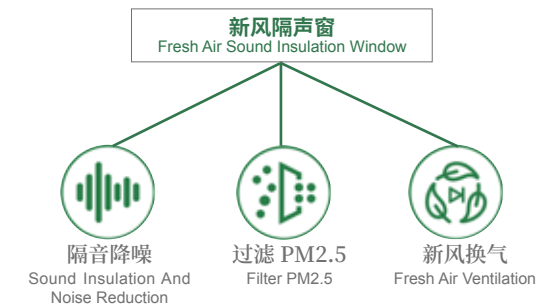 新风隔声窗
Fresh Air Sound Insulation Window
隔音降噪
Sound Insulation And
Noise Reduction
过滤 PM2.5
Filter PM2.5
新风换气
Fresh Air Ventilation